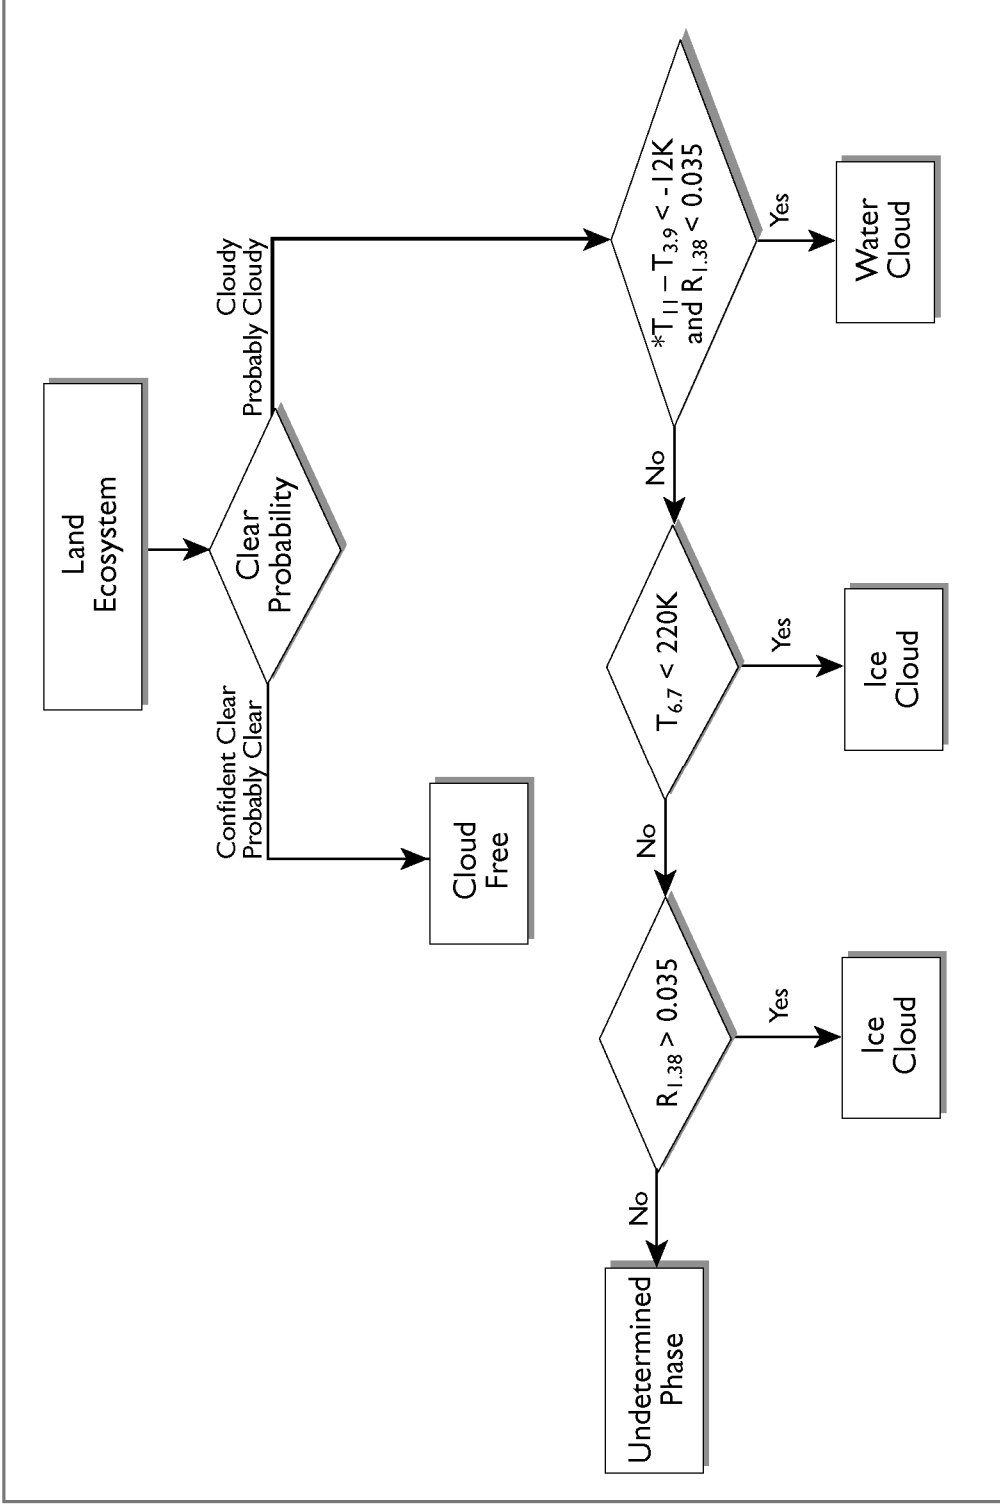 Land
Ecosystem
Clear
Probability
Confident Clear
Probably Clear
Cloudy
Probably Cloudy
Cloud
Free
*T11 – T3.9 < -12K
and R1.38 < 0.035
Yes
Water
Cloud
No
T6.7 < 220K
Yes
Ice
Cloud
No
R1.38 > 0.035
Yes
Ice
Cloud
No
Undetermined
Phase